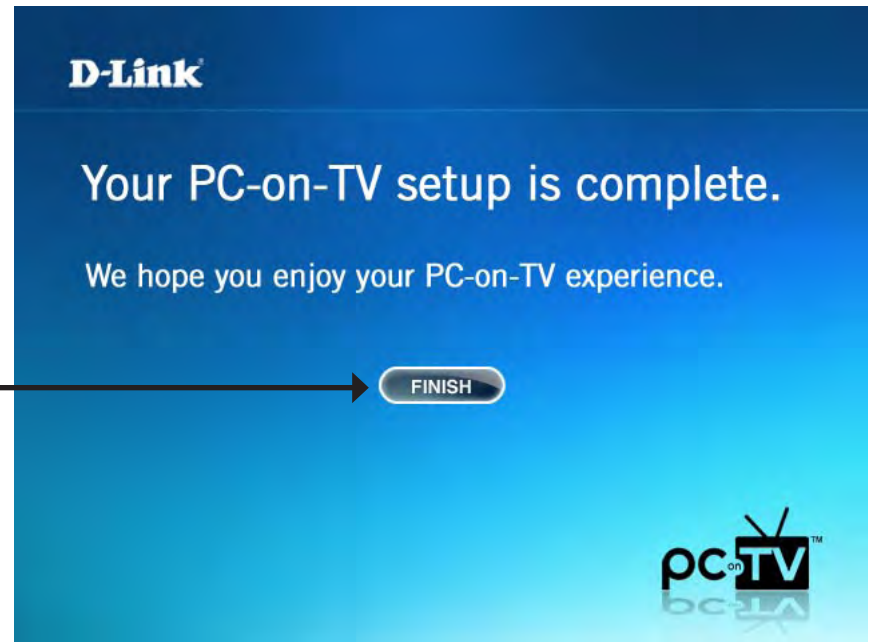 D-Link
Your PC-on-TV setup is complete.
We hope you enjoy your PC-on-TV experience.
FINISH
pc on TV™